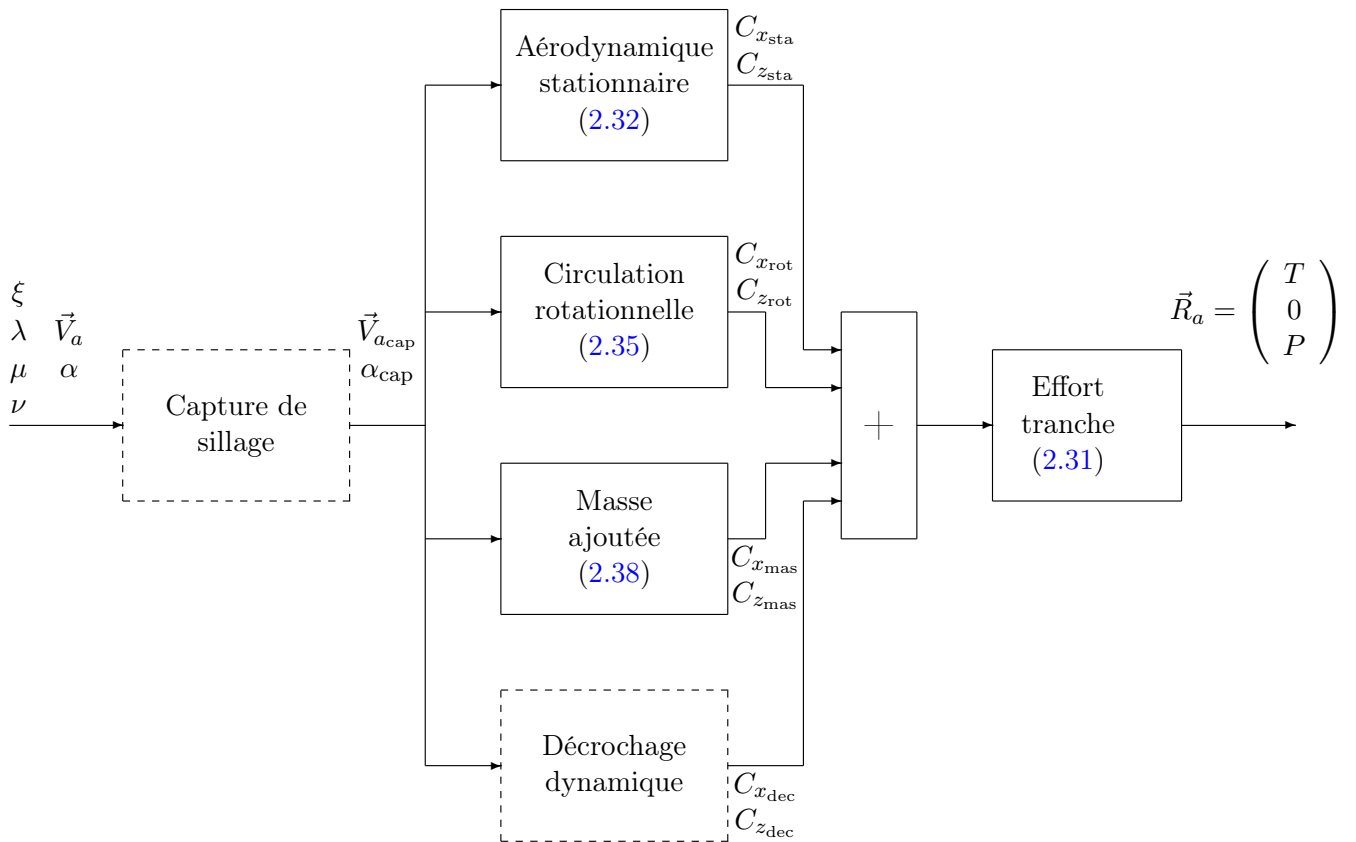 ξ
λ V⃗ₐ
μ α
ν
Capture de
sillage
V⃗_{a_cap}
α_cap
Aérodynamique
stationnaire
(2.32)
C_{x_sta}
C_{z_sta}
Circulation
rotationnelle
(2.35)
C_{x_rot}
C_{z_rot}
Masse
ajoutée
(2.38)
C_{x_mas}
C_{z_mas}
Décrochage
dynamique
C_{x_dec}
C_{z_dec}
+
Effort
tranche
(2.31)
R⃗ₐ = ( T 0 P )